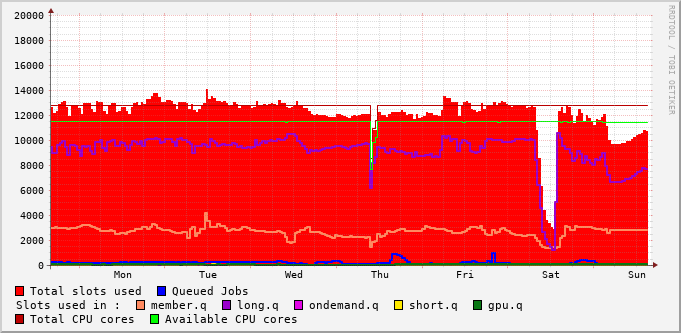 20000
18000
16000
14000
12000
10000
8000
6000
4000
2000
0
Mon Tue Wed Thu Fri Sat Sun
RRDTOOL / TOBI OETIKER
Total slots used Queued Jobs
Slots used in : member.q long.q ondemand.q short.q gpu.q
Total CPU cores Available CPU cores